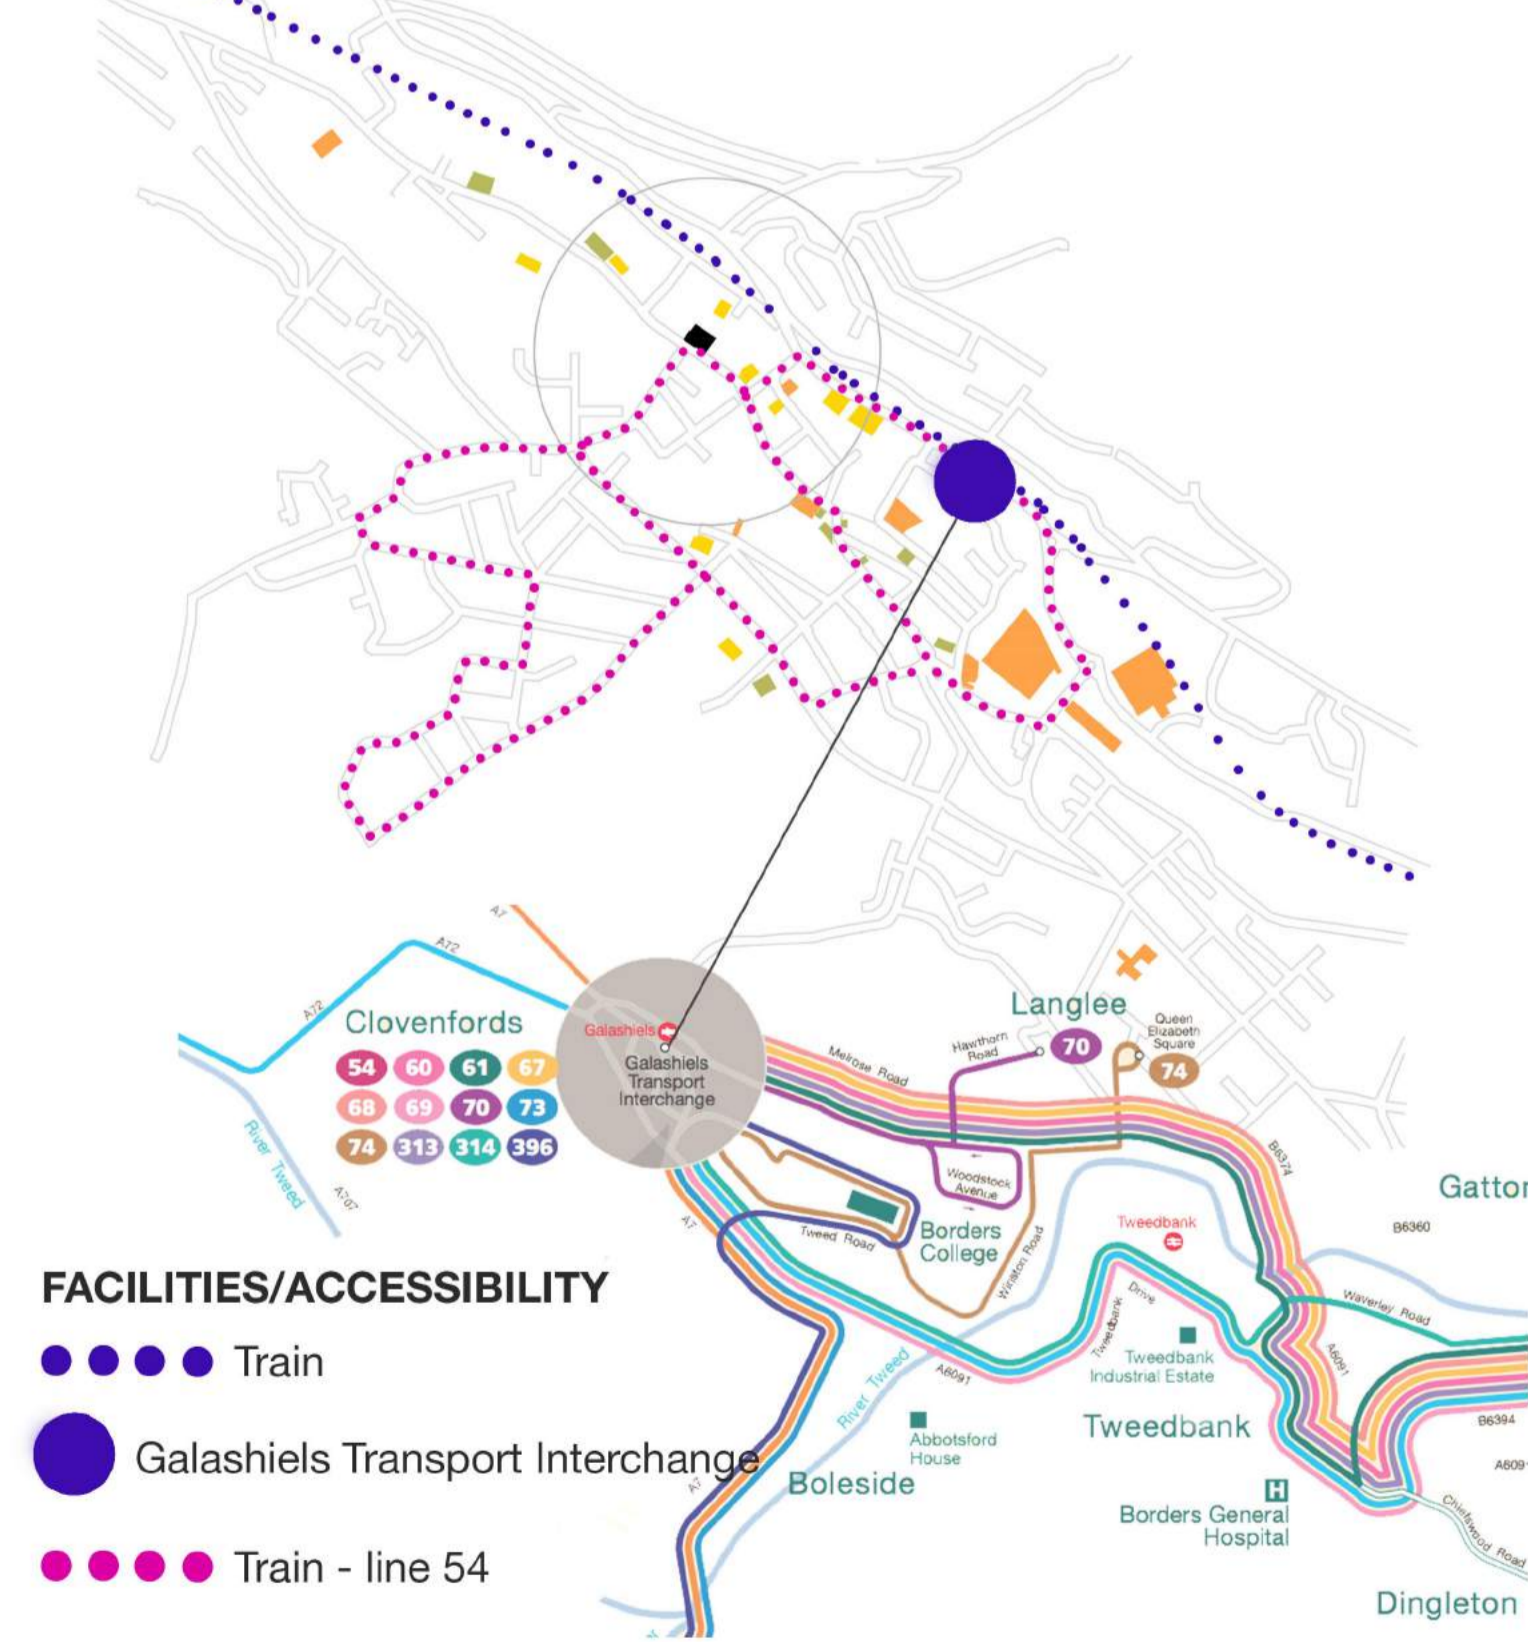 A7
A72
A72
Clovenfords
54 60 61 67
68 69 70 73
74 313 314 396
Galashiels
Galashiels
Transport
Interchange
Langlee
Hawthorn
Road
70
Queen
Elizabeth
Square
74
Melrose Road
River Tweed
A707
Woodstock
Avenue
B6374
Gatton
B6360
A7
Tweed Road
Borders
College
Winston Road
Tweedbank
Tweedbank
Drive
Waverley Road
A6091
FACILITIES/ACCESSIBILITY
Train
Galashiels Transport Interchange
Train - line 54
River Tweed
A6091
Tweedbank
Industrial Estate
Tweedbank
B6394
A609
Abbotsford
House
Boleside
A7
H
Borders General
Hospital
Chiefswood Road
Dingleton